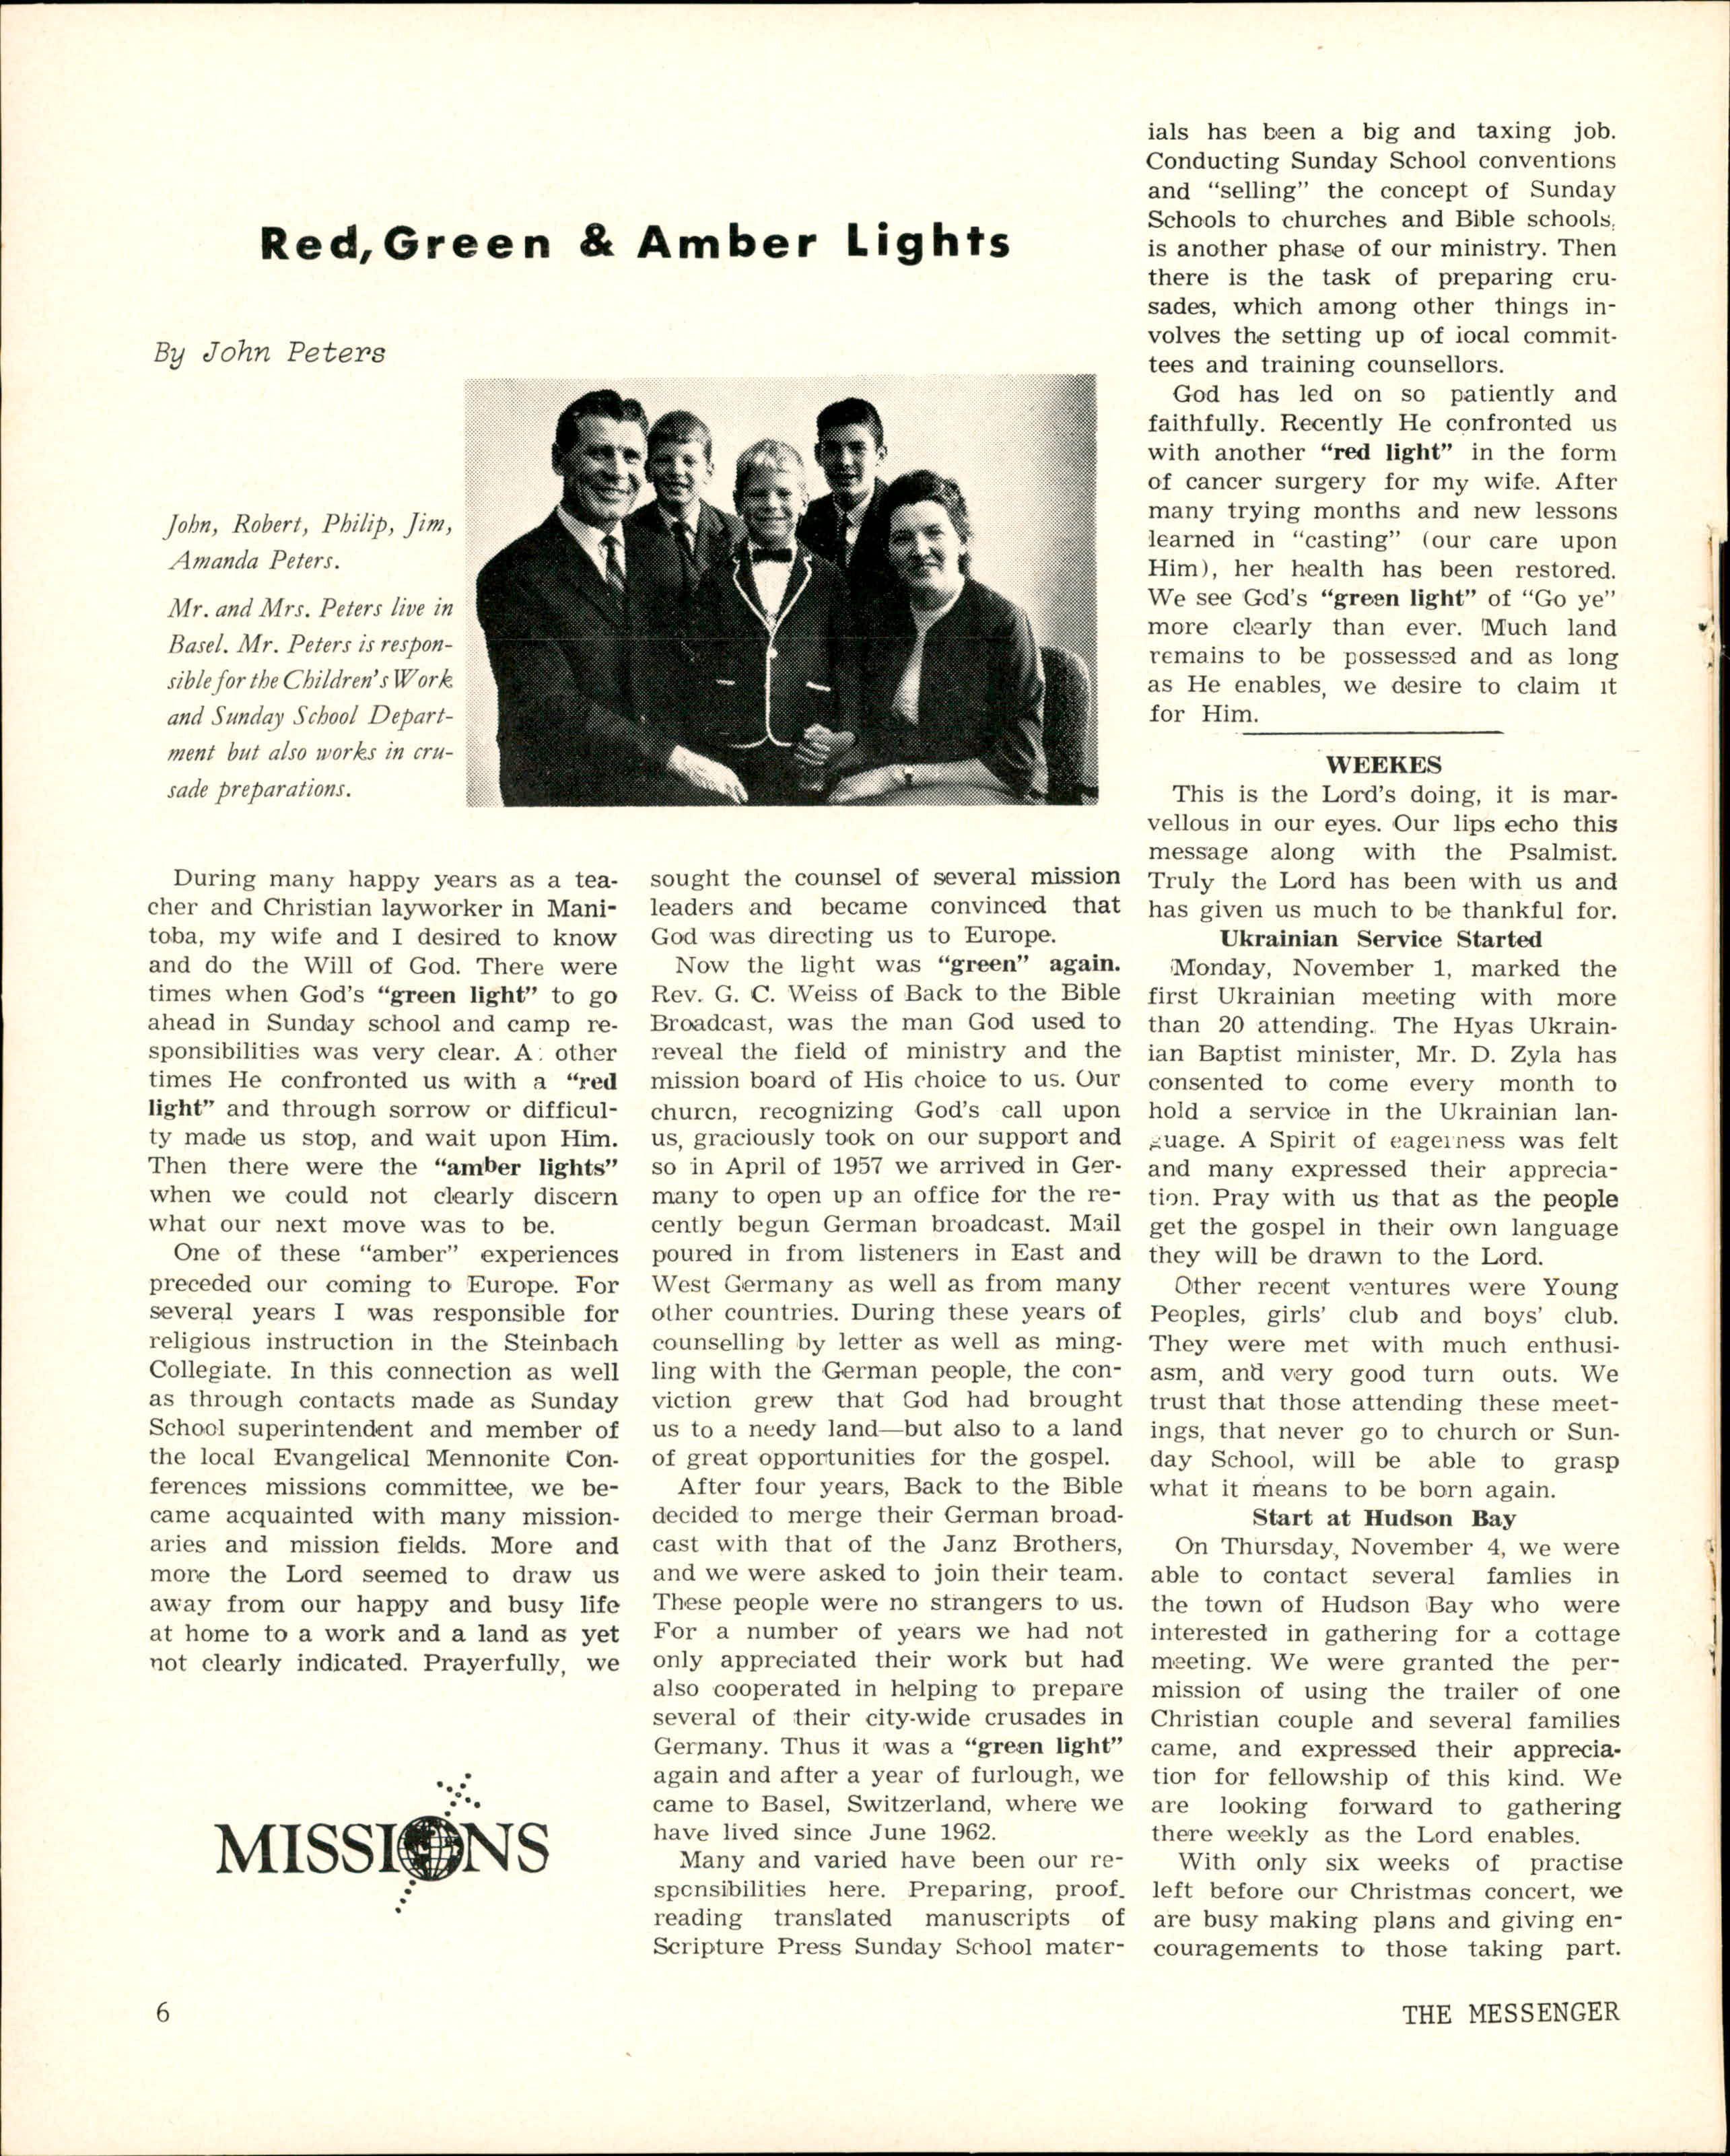 Red, Green & Amber Lights
By John Peters
John, Robert, Philip, Jim,
Amanda Peters.
Mr. and Mrs. Peters live in
Basel. Mr. Peters is respon-
sible for the Children's Work
and Sunday School Depart-
ment but also works in cru-
sade preparations.
During many happy years as a tea-
cher and Christian layworker in Mani-
toba, my wife and I desired to know
and do the Will of God. There were
times when God's “green light” to go
ahead in Sunday school and camp re-
sponsibilities was very clear. A: other
times He confronted us with a “red
light” and through sorrow or difficul-
ty made us stop, and wait upon Him.
Then there were the “amber lights”
when we could not clearly discern
what our next move was to be.
One of these “amber” experiences
preceded our coming to Europe. For
several years I was responsible for
religious instruction in the Steinbach
Collegiate. In this connection as well
as through contacts made as Sunday
School superintendent and member of
the local Evangelical Mennonite Con-
ferences missions committee, we be-
came acquainted with many mission-
aries and mission fields. More and
more the Lord seemed to draw us
away from our happy and busy life
at home to a work and a land as yet
not clearly indicated. Prayerfully, we
MISSIONS
sought the counsel of several mission
leaders and became convinced that
God was directing us to Europe.
Now the light was “green” again.
Rev. G. C. Weiss of Back to the Bible
Broadcast, was the man God used to
reveal the field of ministry and the
mission board of His choice to us. Our
church, recognizing God's call upon
us, graciously took on our support and
so in April of 1957 we arrived in Ger-
many to open up an office for the re-
cently begun German broadcast. Mail
poured in from listeners in East and
West Germany as well as from many
other countries. During these years of
counselling by letter as well as ming-
ling with the German people, the con-
viction grew that God had brought
us to a needy land—but also to a land
of great opportunities for the gospel.
After four years, Back to the Bible
decided to merge their German broad-
cast with that of the Janz Brothers,
and we were asked to join their team.
These people were no strangers to us.
For a number of years we had not
only appreciated their work but had
also cooperated in helping to prepare
several of their city-wide crusades in
Germany. Thus it was a “green light”
again and after a year of furlough, we
came to Basel, Switzerland, where we
have lived since June 1962.
Many and varied have been our re-
sponsibilities here. Preparing, proof-
reading translated manuscripts of
Scripture Press Sunday School mater-
ials has been a big and taxing job.
Conducting Sunday School conventions
and “selling” the concept of Sunday
Schools to churches and Bible schools,
is another phase of our ministry. Then
there is the task of preparing cru-
sades, which among other things in-
volves the setting up of local commit-
tees and training counsellors.
God has led on so patiently and
faithfully. Recently He confronted us
with another “red light” in the form
of cancer surgery for my wife. After
many trying months and new lessons
learned in “casting” (our care upon
Him), her health has been restored.
We see God's “green light” of “Go ye”
more clearly than ever. Much land
remains to be possessed and as long
as He enables, we desire to claim it
for Him.
WEEKES
This is the Lord's doing, it is mar-
vellous in our eyes. Our lips echo this
message along with the Psalmist.
Truly the Lord has been with us and
has given us much to be thankful for.
Ukrainian Service Started
Monday, November 1, marked the
first Ukrainian meeting with more
than 20 attending. The Hyas Ukrain-
ian Baptist minister, Mr. D. Zyla has
consented to come every month to
hold a service in the Ukrainian lan-
guage. A Spirit of eagerness was felt
and many expressed their apprecia-
tion. Pray with us that as the people
get the gospel in their own language
they will be drawn to the Lord.
Other recent ventures were Young
Peoples, girls' club and boys' club.
They were met with much enthusi-
asm, and very good turn outs. We
trust that those attending these meet-
ings, that never go to church or Sun-
day School, will be able to grasp
what it means to be born again.
Start at Hudson Bay
On Thursday, November 4, we were
able to contact several famlies in
the town of Hudson Bay who were
interested in gathering for a cottage
meeting. We were granted the per-
mission of using the trailer of one
Christian couple and several families
came, and expressed their apprecia-
tion for fellowship of this kind. We
are looking forward to gathering
there weekly as the Lord enables.
With only six weeks of practise
left before our Christmas concert, we
are busy making plans and giving en-
couragements to those taking part.
6
THE MESSENGER